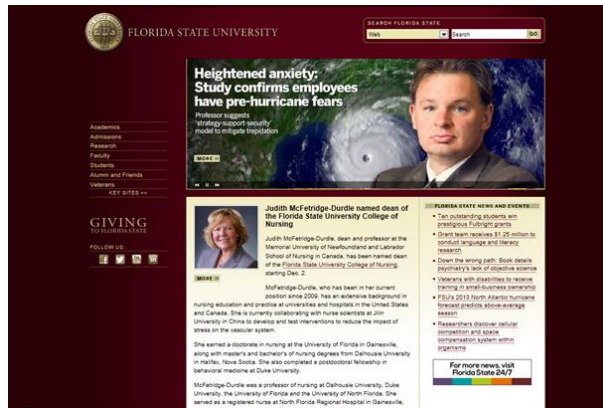 FLORIDA STATE UNIVERSITY
SEARCH FLORIDA STATE
Web
Search
GO
Heightened anxiety:
Study confirms employees
have pre-hurricane fears
Professor suggests
'strategy-support-security'
model to mitigate trepidation
MORE
Academics
Admissions
Research
Faculty
Students
Alumni and Friends
Veterans
KEY SITES
GIVING
TO FLORIDA STATE
FOLLOW US:
Judith McFetridge-Durdle named dean of
the Florida State University College of
Nursing
Judith McFetridge-Durdle, dean and professor at the
Memorial University of Newfoundland and Labrador
School of Nursing in Canada, has been named dean
of the Florida State University College of Nursing,
starting Dec. 2.
MORE
McFetridge-Durdle, who has been in her current
position since 2009, has an extensive background in
nursing education and practice at universities and hospitals in the United States
and Canada. She is currently collaborating with nurse scientists at Jilin
University in China to develop and test interventions to reduce the impact of
stress on the vascular system.
She earned a doctorate in nursing at the University of Florida in Gainesville,
along with master's and bachelor's of nursing degrees from Dalhousie University
in Halifax, Nova Scotia. She also completed a postdoctoral fellowship in
behavioral medicine at Duke University.
McFetridge-Durdle was a professor of nursing at Dalhousie University, Duke
University, the University of Florida and the University of North Florida. She
served as a registered nurse at North Florida Regional Hospital in Gainesville,
FLORIDA STATE NEWS AND EVENTS
Ten outstanding students win
prestigious Fulbright grants
Grant team receives $1.25 million to
conduct language and literacy
research
Down the wrong path: Book details
psychiatry's lack of objective science
Veterans with disabilities to receive
training in small-business ownership
FSU's 2013 North Atlantic hurricane
forecast predicts above-average
season
Researchers discover cellular
competition and space
compensation system within
organisms
For more news, visit
Florida State 24/7